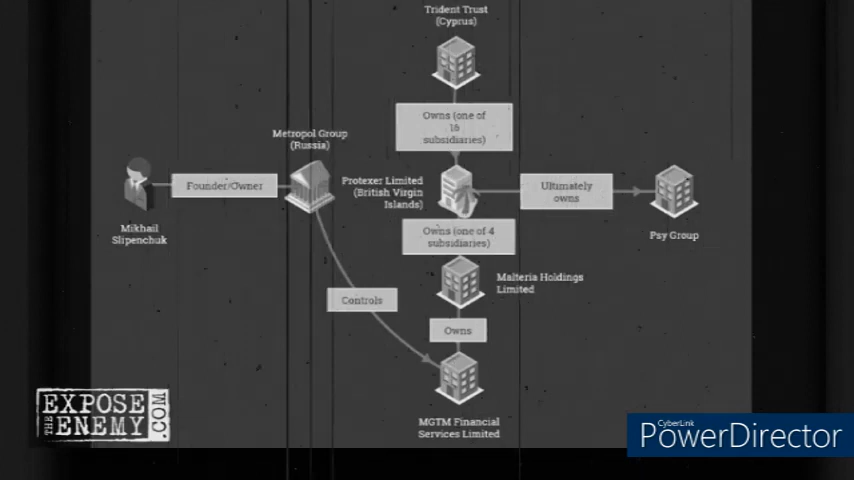 Trident Trust
(Cyprus)
Owns (one of
16
subsidiaries)
Metropol Group
(Russia)
Founder/Owner
Mikhail
Slipenchuk
Protexer Limited
(British Virgin
Islands)
Ultimately
owns
Psy Group
Owns (one of 4
subsidiaries)
Malteria Holdings
Limited
Controls
Owns
MGTM Financial
Services Limited
EXPOSE
THE ENEMY
.COM
CyberLink
PowerDirector